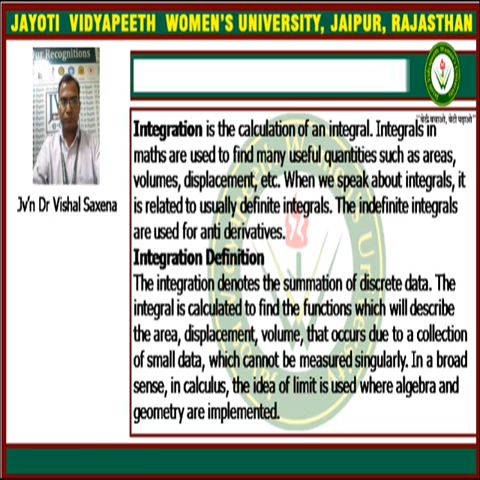 JAYOTI VIDYAPEETH WOMEN'S UNIVERSITY, JAIPUR, RAJASTHAN
ur Recognitions
"बेटी बचाओ, बेटी पढ़ाओ"
Jv'n Dr Vishal Saxena
Integration is the calculation of an integral. Integrals in
maths are used to find many useful quantities such as areas,
volumes, displacement, etc. When we speak about integrals, it
is related to usually definite integrals. The indefinite integrals
are used for anti derivatives.
Integration Definition
The integration denotes the summation of discrete data. The
integral is calculated to find the functions which will describe
the area, displacement, volume, that occurs due to a collection
of small data, which cannot be measured singularly. In a broad
sense, in calculus, the idea of limit is used where algebra and
geometry are implemented.